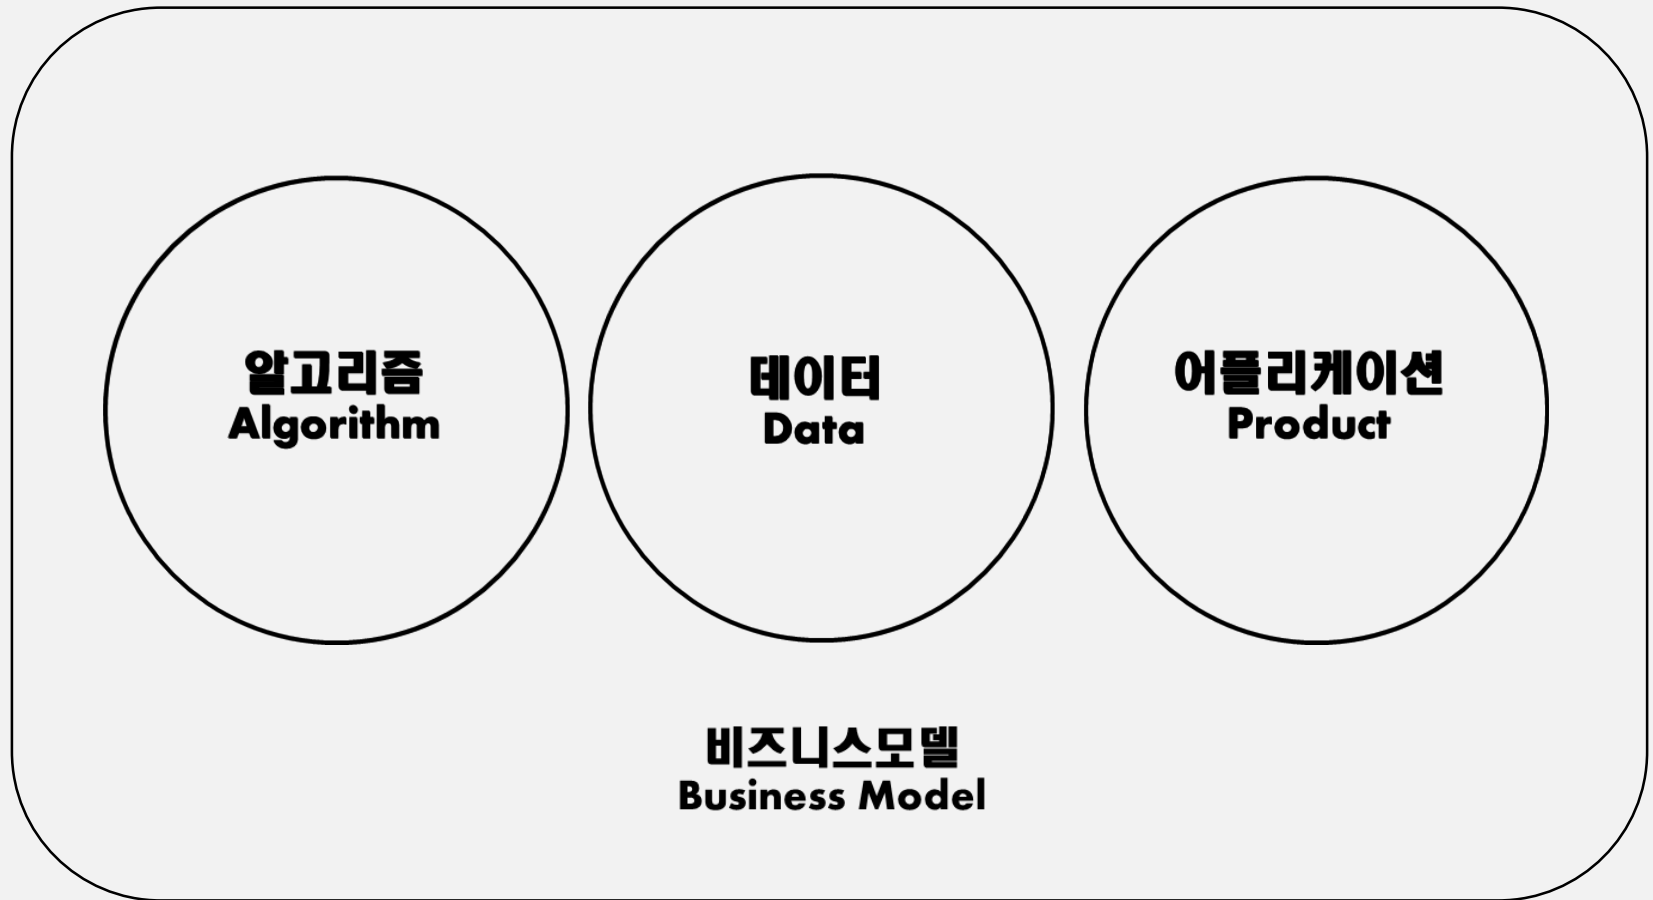 알고리즘
Algorithm
데이터
Data
어플리케이션
Product
비즈니스모델
Business Model